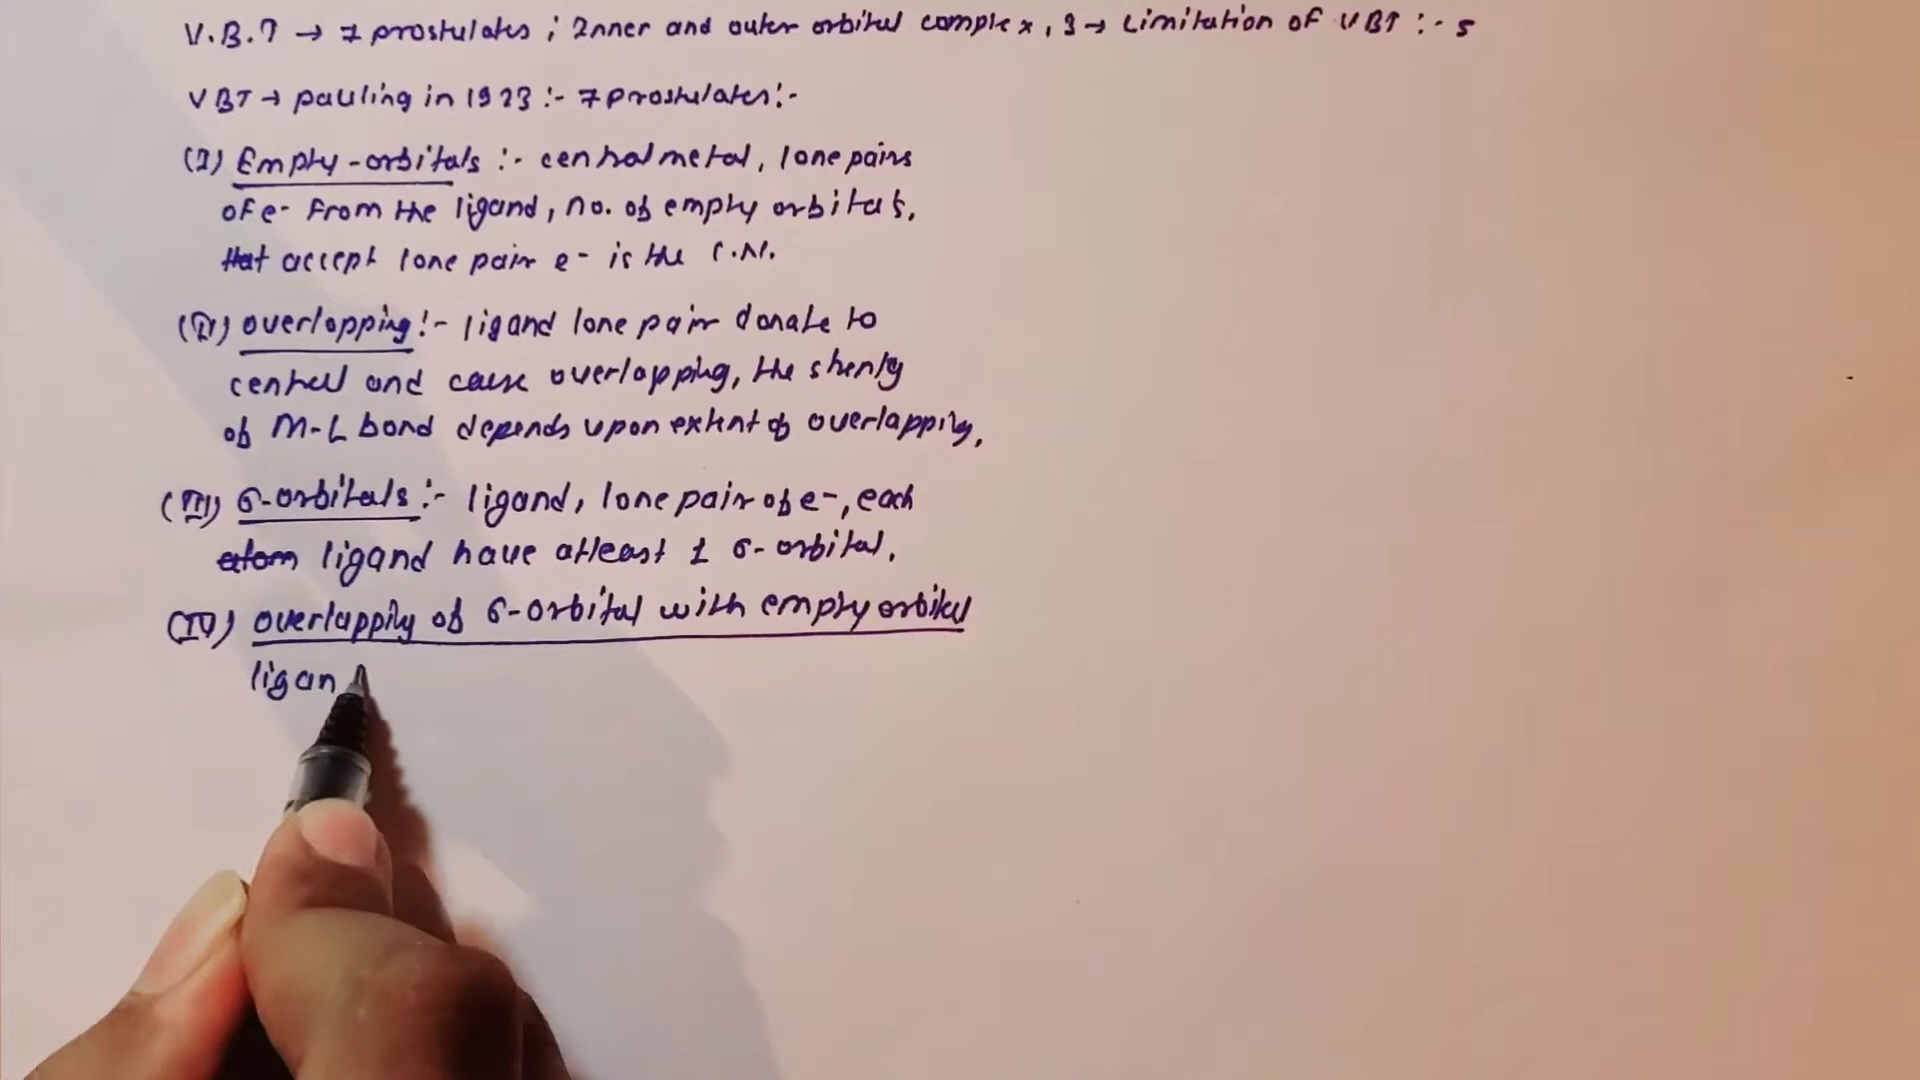 V.B.T → 7 prostulates ; Inner and outer orbital complex, 3 → Limitation of VBT :- 5
VBT → pauling in 1923 :- 7 prostulates :-
(I) Empty-orbitals :- central metal, lone pairs
of e- from the ligand, no. of empty orbitals,
that accept lone pair e- is the C.N.
(II) overlapping :- ligand lone pair donate to
central and cause overlapping, the
of M-L bond depends upon extent of overlapping,
(III) σ-orbitals :- ligand, lone pair of e-, each
atom ligand have atleast 1 σ-orbital.
(IV) overlapping of σ-orbital with empty orbital
ligan